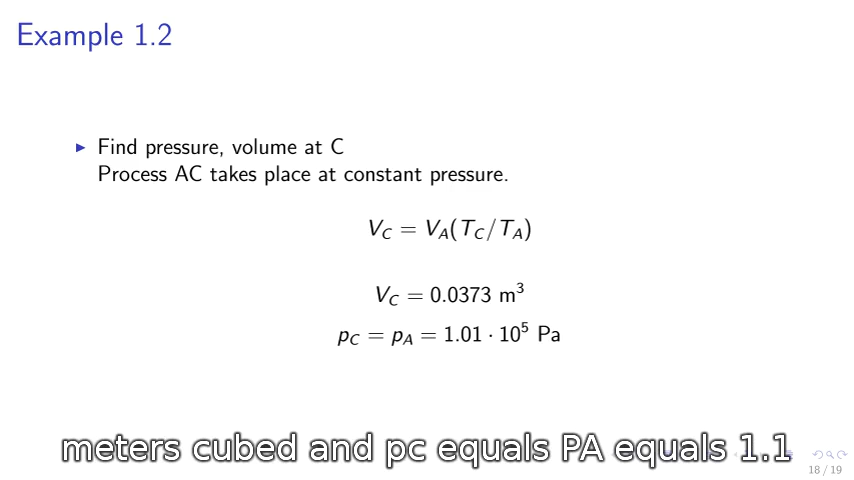 Example 1.2
▶ Find pressure, volume at C
Process AC takes place at constant pressure.
V_C = V_A(T_C/T_A)
V_C = 0.0373 m³
p_C = p_A = 1.01 · 10⁵ Pa
meters cubed and pc equals PA equals 1.1
18 / 19